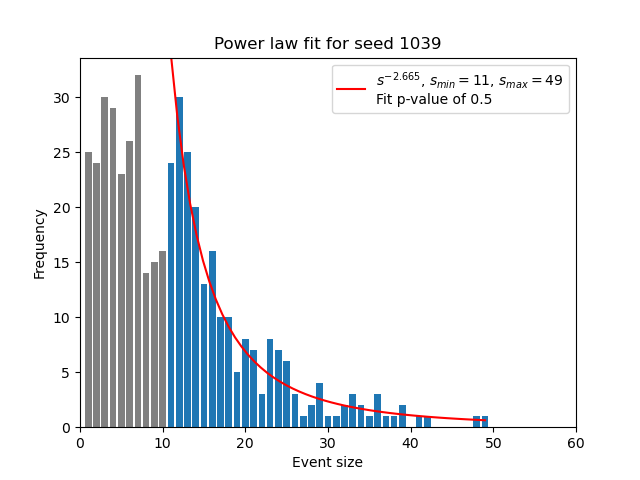 Power law fit for seed 1039
s^{-2.665}, s_{min} = 11, s_{max} = 49
Fit p-value of 0.5
Frequency
30
25
20
15
10
5
0
0 10 20 30 40 50 60
Event size